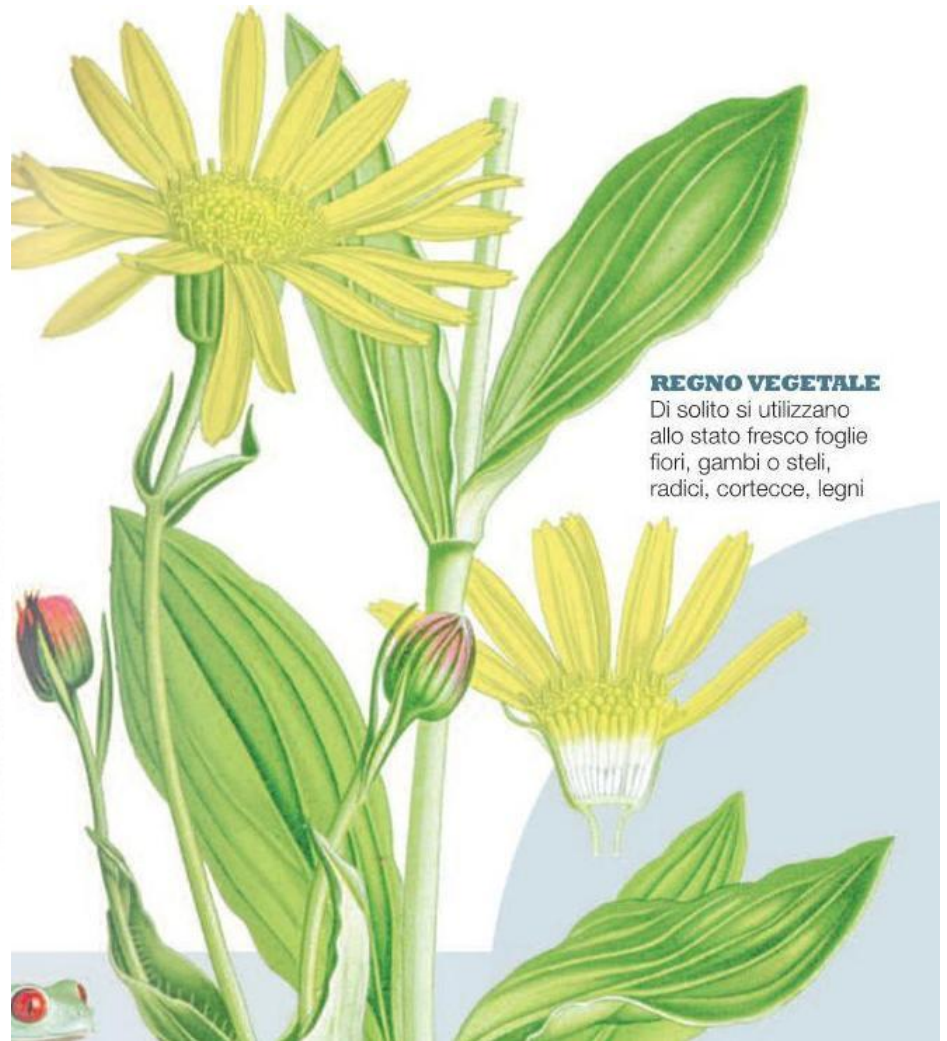 REGNO VEGETALE
Di solito si utilizzano
allo stato fresco foglie
fiori, gambi o steli,
radici, cortecce, legni